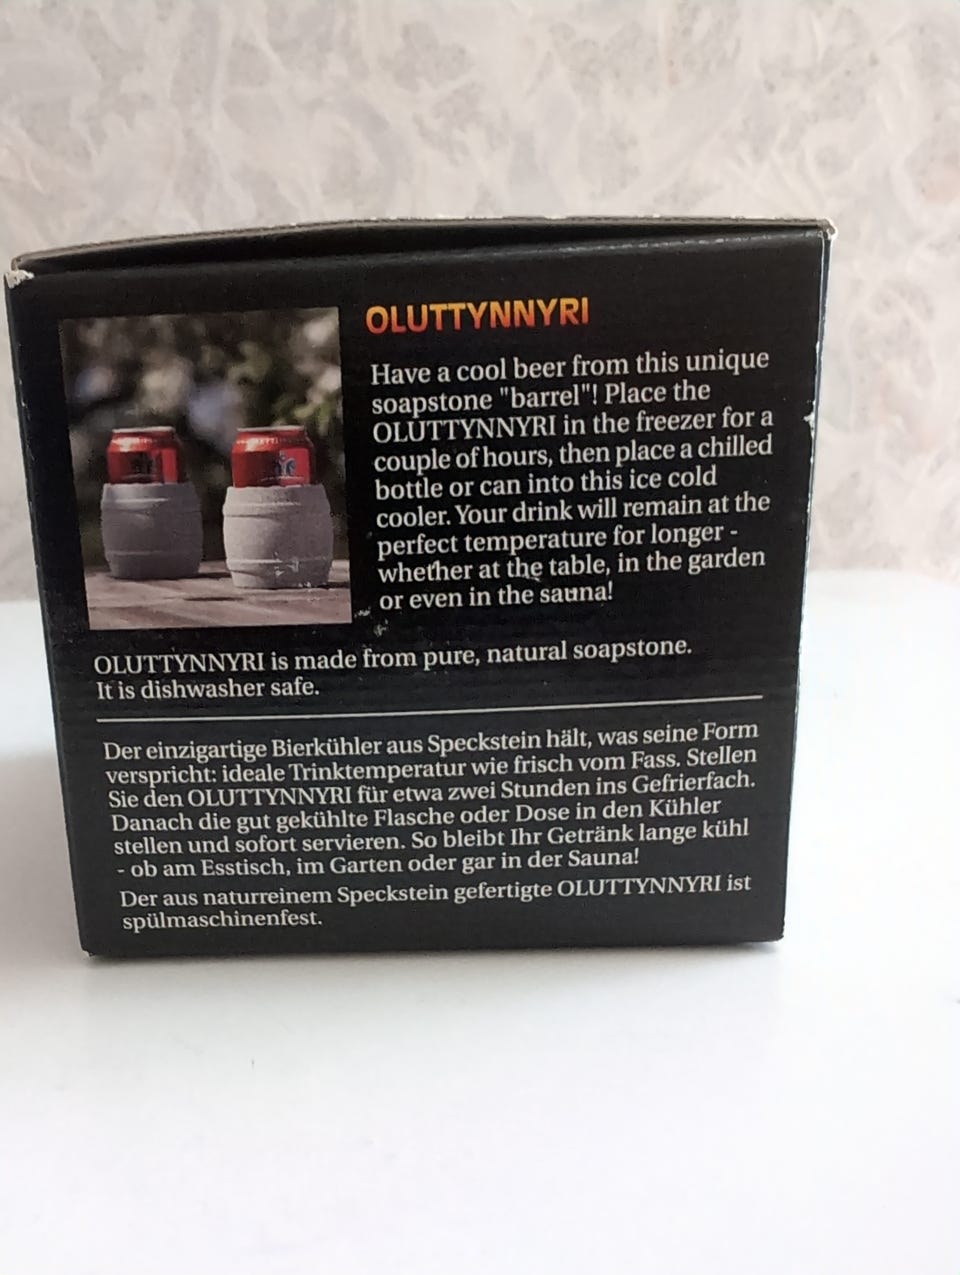 OLUTTYNNYRI
Have a cool beer from this unique
soapstone "barrel"! Place the
OLUTTYNNYRI in the freezer for a
couple of hours, then place a chilled
bottle or can into this ice cold
cooler. Your drink will remain at the
perfect temperature for longer -
whether at the table, in the garden
or even in the sauna!
OLUTTYNNYRI is made from pure, natural soapstone.
It is dishwasher safe.
Der einzigartige Bierkühler aus Speckstein hält, was seine Form
verspricht: ideale Trinktemperatur wie frisch vom Fass. Stellen
Sie den OLUTTYNNYRI für etwa zwei Stunden ins Gefrierfach.
Danach die gut gekühlte Flasche oder Dose in den Kühler
stellen und sofort servieren. So bleibt Ihr Getränk lange kühl
- ob am Esstisch, im Garten oder gar in der Sauna!
Der aus naturreinem Speckstein gefertigte OLUTTYNNYRI ist
spülmaschinenfest.